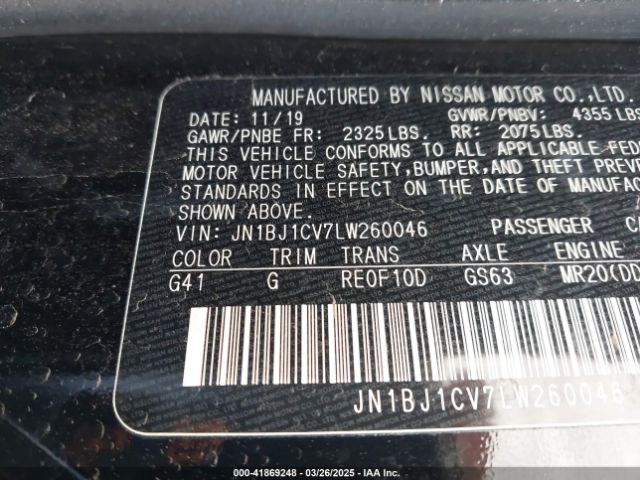 MANUFACTURED BY NISSAN MOTOR CO.,LTD.
DATE: 11/19 GVWR/PNBV: 4355 LBS
GAWR/PNBE FR: 2325 LBS. RR: 2075 LBS.
THIS VEHICLE CONFORMS TO ALL APPLICABLE FEDE
MOTOR VEHICLE SAFETY, BUMPER, AND THEFT PREVE
STANDARDS IN EFFECT ON THE DATE OF MANUFAC
SHOWN ABOVE.
VIN: JN1BJ1CV7LW260046 PASSENGER
COLOR TRIM TRANS AXLE ENGINE
G41 G RE0F10D GS63 MR20(DD
JN1BJ1CV7LW260046
000-41869248 - 03/26/2025 - IAA Inc.